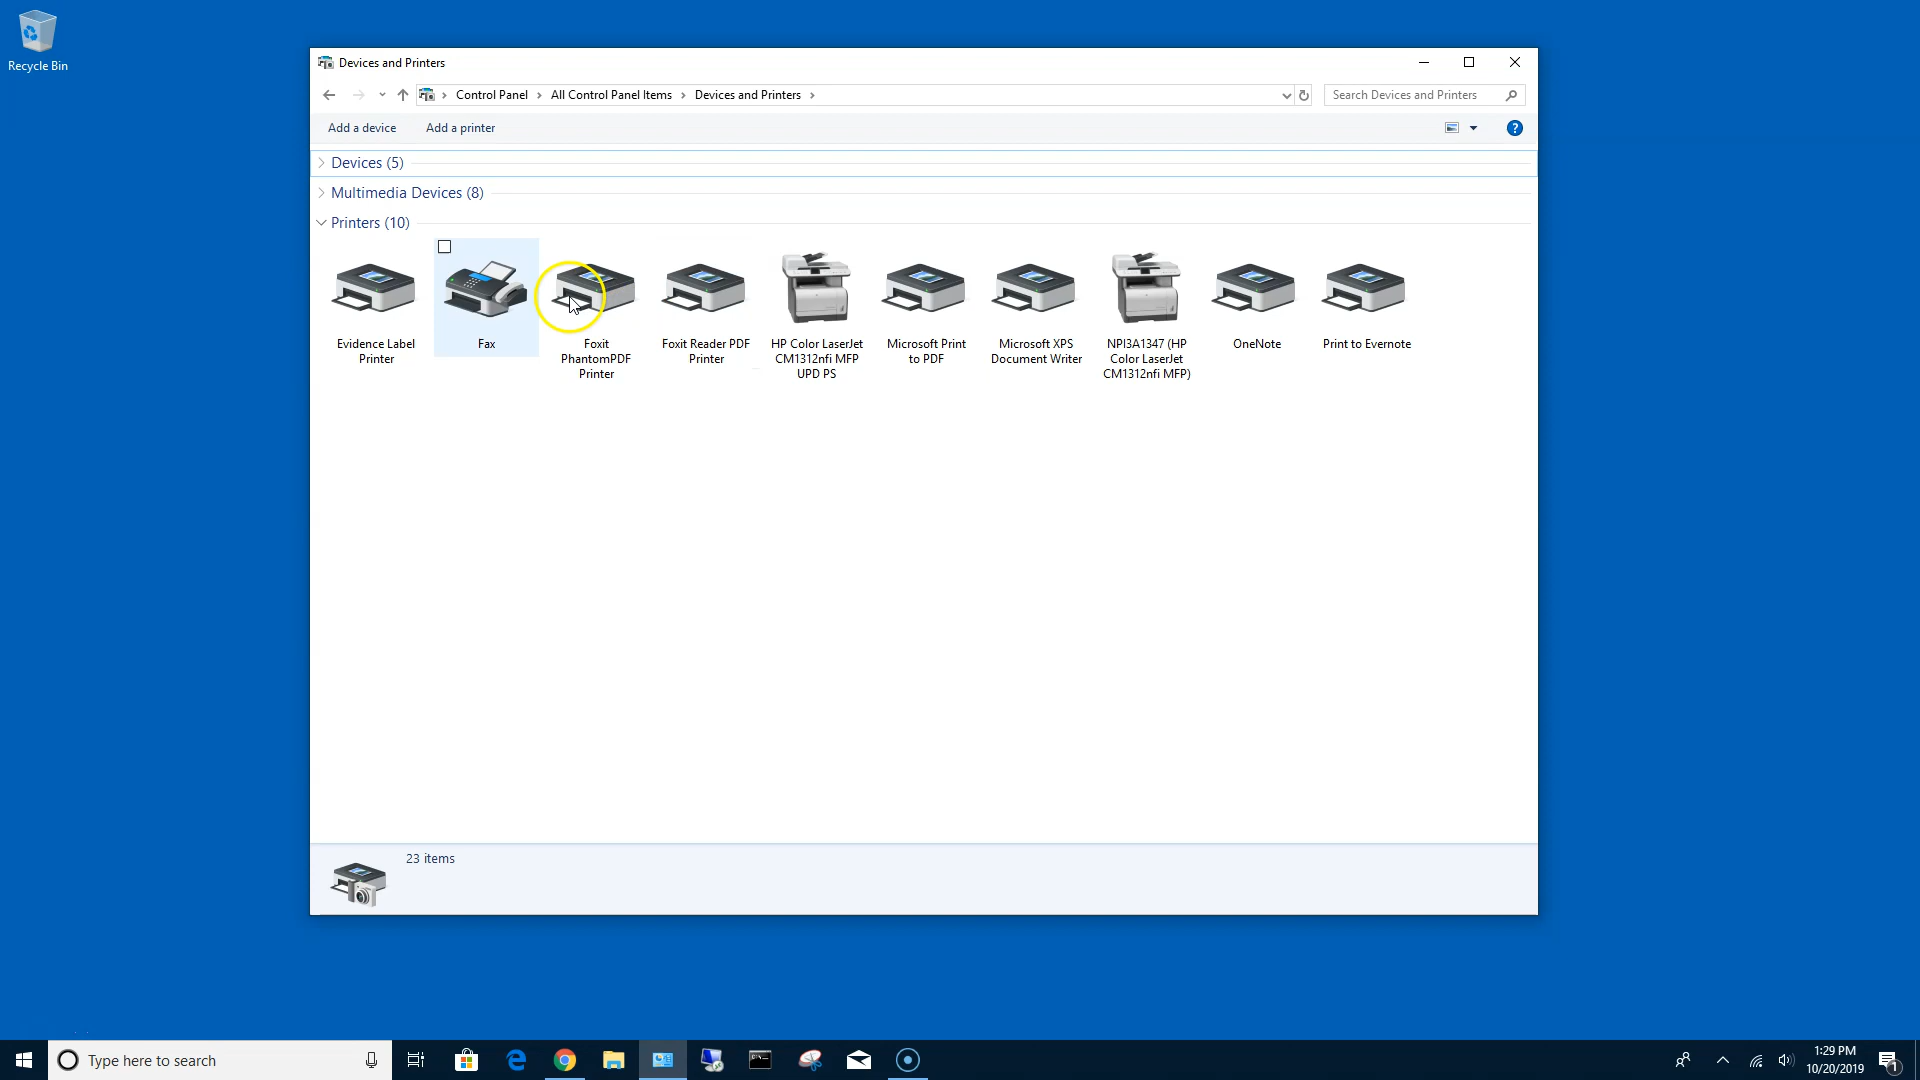 Recycle Bin
Devices and Printers
Control Panel
All Control Panel Items
Devices and Printers
Search Devices and Printers
Add a device
Add a printer
?
Devices (5)
Multimedia Devices (8)
Printers (10)
Evidence Label
Printer
Fax
Foxit
PhantomPDF
Printer
Foxit Reader PDF
Printer
HP Color LaserJet
CM1312nfi MFP
UPD PS
Microsoft Print
to PDF
Microsoft XPS
Document Writer
NPI3A1347 (HP
Color LaserJet
CM1312nfi MFP)
OneNote
Print to Evernote
23 items
Type here to search
1:29 PM
10/20/2019
1